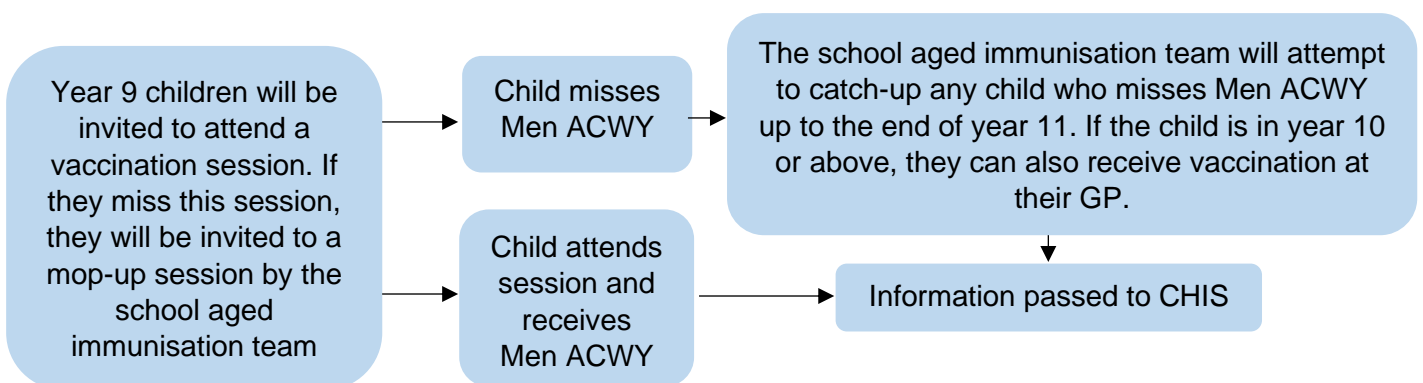 Year 9 children will be
invited to attend a
vaccination session. If
they miss this session,
they will be invited to a
mop-up session by the
school aged
immunisation team
Child misses
Men ACWY
The school aged immunisation team will attempt
to catch-up any child who misses Men ACWY
up to the end of year 11. If the child is in year 10
or above, they can also receive vaccination at
their GP.
Child attends
session and
receives
Men ACWY
Information passed to CHIS